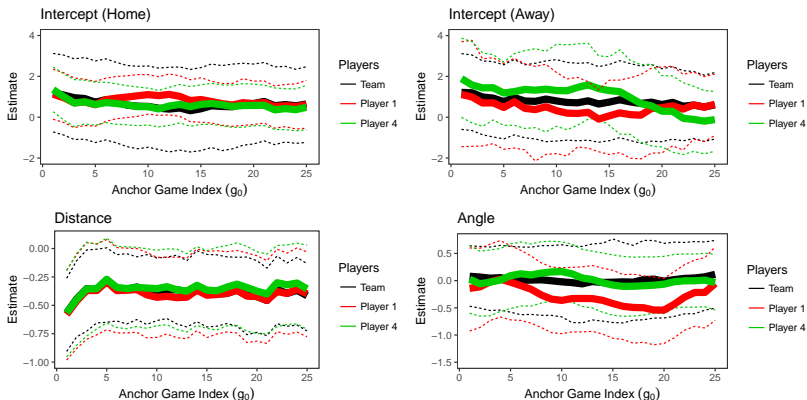 Intercept (Home)
Estimate
4
2
0
−2
0
5
10
15
20
25
Anchor Game Index (g₀)
Players
Team
Player 1
Player 4
Intercept (Away)
Estimate
4
2
0
−2
0
5
10
15
20
25
Anchor Game Index (g₀)
Players
Team
Player 1
Player 4
Distance
Estimate
0.00
−0.25
−0.50
−0.75
−1.00
0
5
10
15
20
25
Anchor Game Index (g₀)
Players
Team
Player 1
Player 4
Angle
Estimate
0.5
0.0
−0.5
−1.0
−1.5
0
5
10
15
20
25
Anchor Game Index (g₀)
Players
Team
Player 1
Player 4